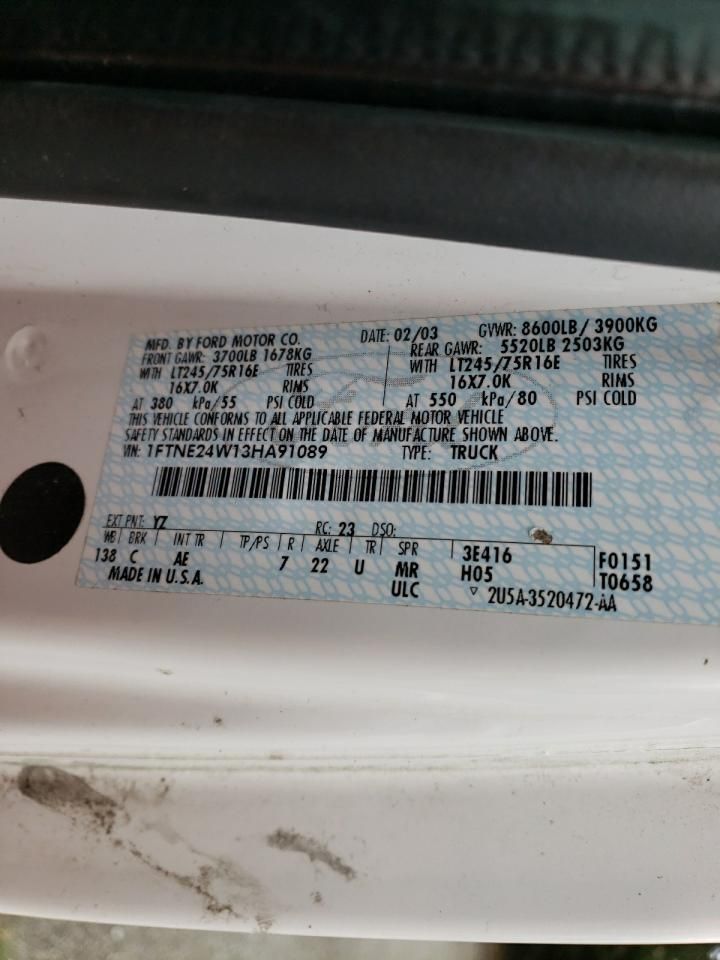 MFD. BY FORD MOTOR CO. DATE: 02/03 GVWR: 8600LB / 3900KG
FRONT GAWR: 3700LB 1678KG REAR GAWR: 5520LB 2503KG
WITH LT245/75R16E TIRES WITH LT245/75R16E TIRES
16X7.0K RIMS 16X7.0K RIMS
AT 380 kPa/55 PSI COLD AT 550 kPa/80 PSI COLD
THIS VEHICLE CONFORMS TO ALL APPLICABLE FEDERAL MOTOR VEHICLE
SAFETY STANDARDS IN EFFECT ON THE DATE OF MANUFACTURE SHOWN ABOVE.
VIN: 1FTNE24W13HA91089 TYPE: TRUCK
EXT PNT: YZ RC: 23 DSO:
WB BRK INT TR TP/PS R AXLE TR SPR 3E416 F0151
138 C AE 7 22 U MR H05 T0658
MADE IN U.S.A. ULC ▽ 2U5A-3520472-AA